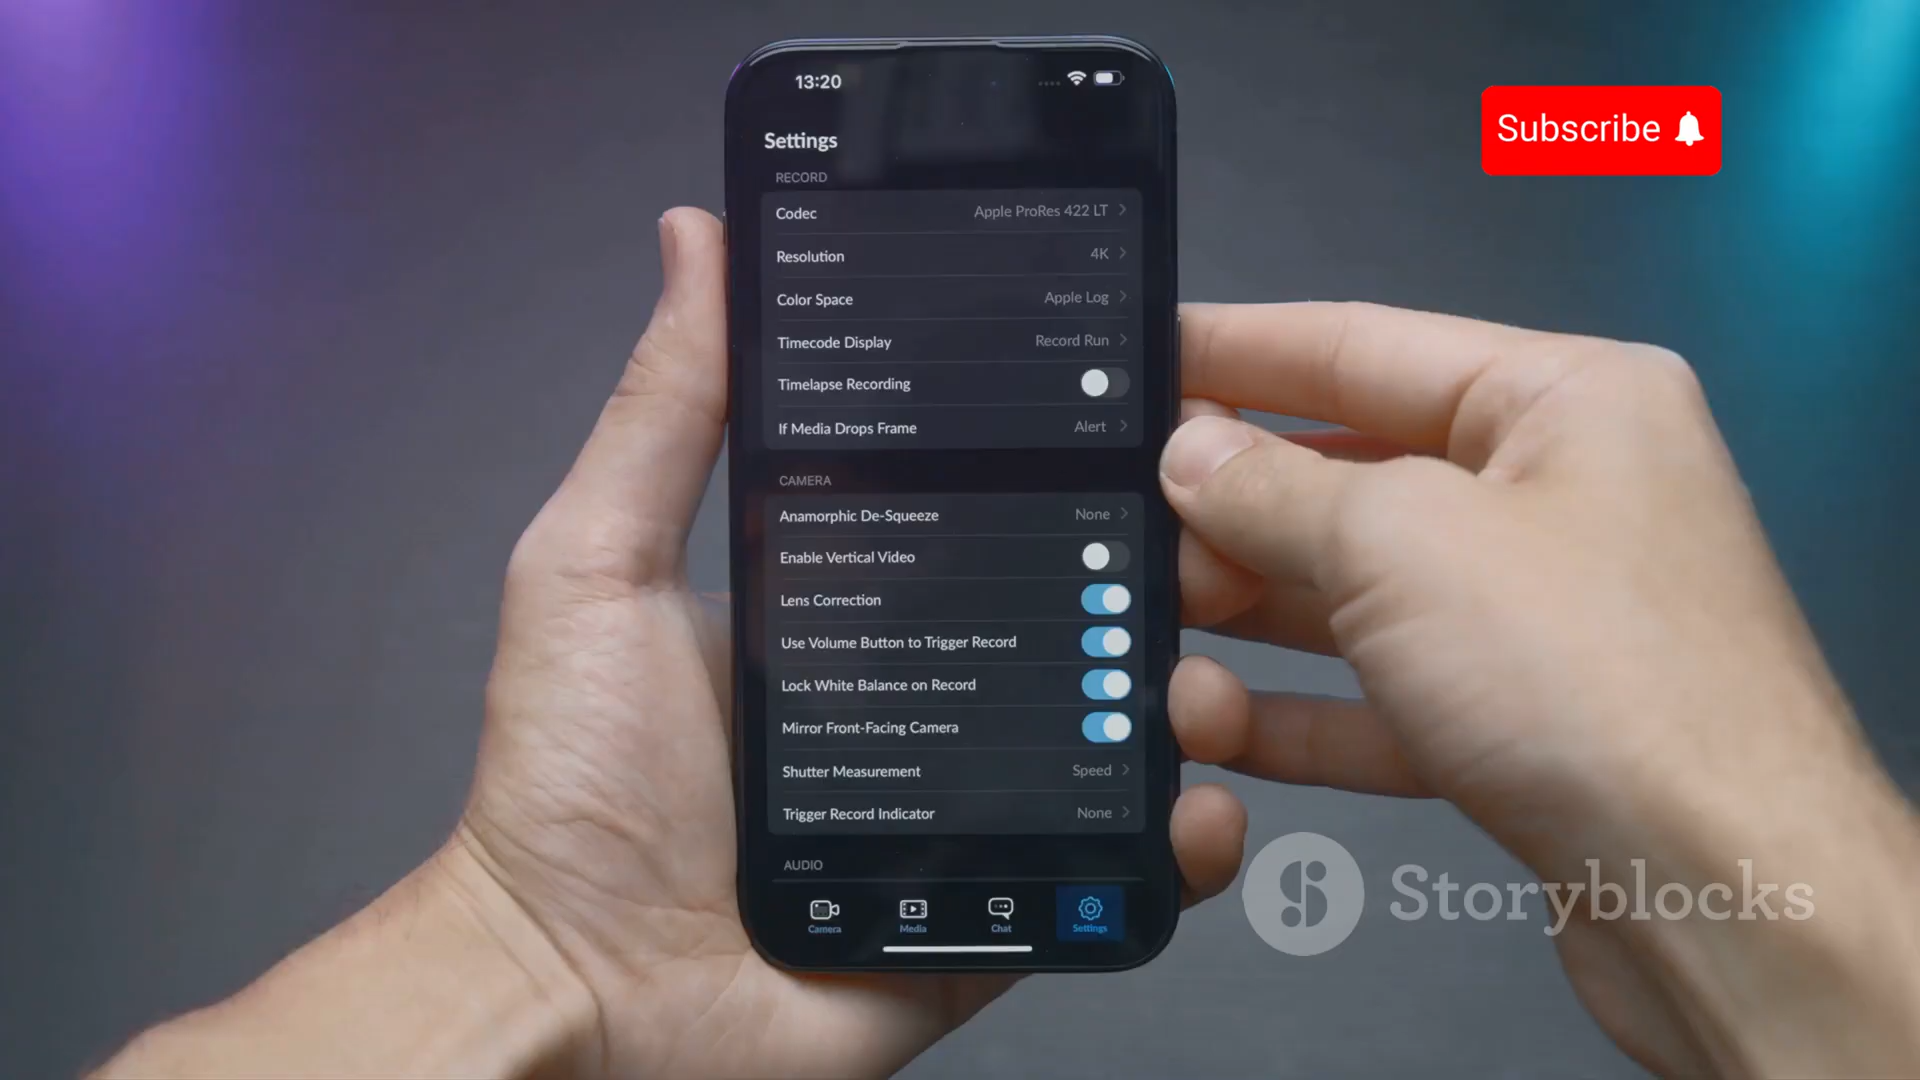 13:20
Subscribe
Settings
RECORD
Codec Apple ProRes 422 LT
Resolution 4K
Color Space Apple Log
Timecode Display Record Run
Timelapse Recording
If Media Drops Frame Alert
CAMERA
Anamorphic De-Squeeze None
Enable Vertical Video
Lens Correction
Use Volume Button to Trigger Record
Lock White Balance on Record
Mirror Front-Facing Camera
Shutter Measurement Speed
Trigger Record Indicator None
AUDIO
Camera Media Chat Settings
Storyblocks